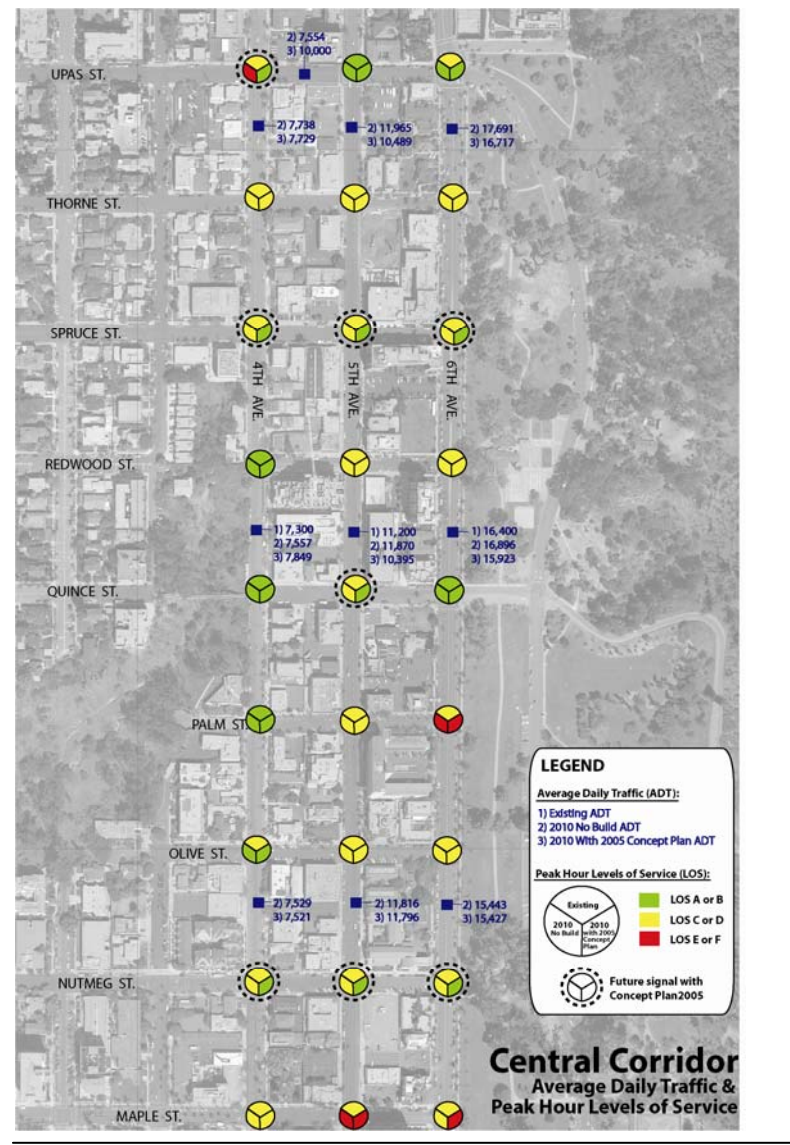 2) 7,554
3) 10,000
UPAS ST.
2) 7,738
3) 7,729
2) 11,965
3) 10,489
2) 17,691
3) 16,717
THORNE ST.
SPRUCE ST.
4TH AVE.
5TH AVE.
6TH AVE.
REDWOOD ST.
1) 7,300
2) 7,557
3) 7,849
1) 11,200
2) 11,870
3) 10,395
1) 16,400
2) 16,896
3) 15,923
QUINCE ST.
PALM ST.
OLIVE ST.
2) 7,529
3) 7,521
2) 11,816
3) 11,796
2) 15,443
3) 15,427
NUTMEG ST.
MAPLE ST.
LEGEND
Average Daily Traffic (ADT):
1) Existing ADT
2) 2010 No Build ADT
3) 2010 With 2005 Concept Plan ADT
Peak Hour Levels of Service (LOS):
Existing
2010
No Build
2010
with 2005
Concept
Plan
LOS A or B
LOS C or D
LOS E or F
Future signal with
Concept Plan2005
Central Corridor
Average Daily Traffic &
Peak Hour Levels of Service